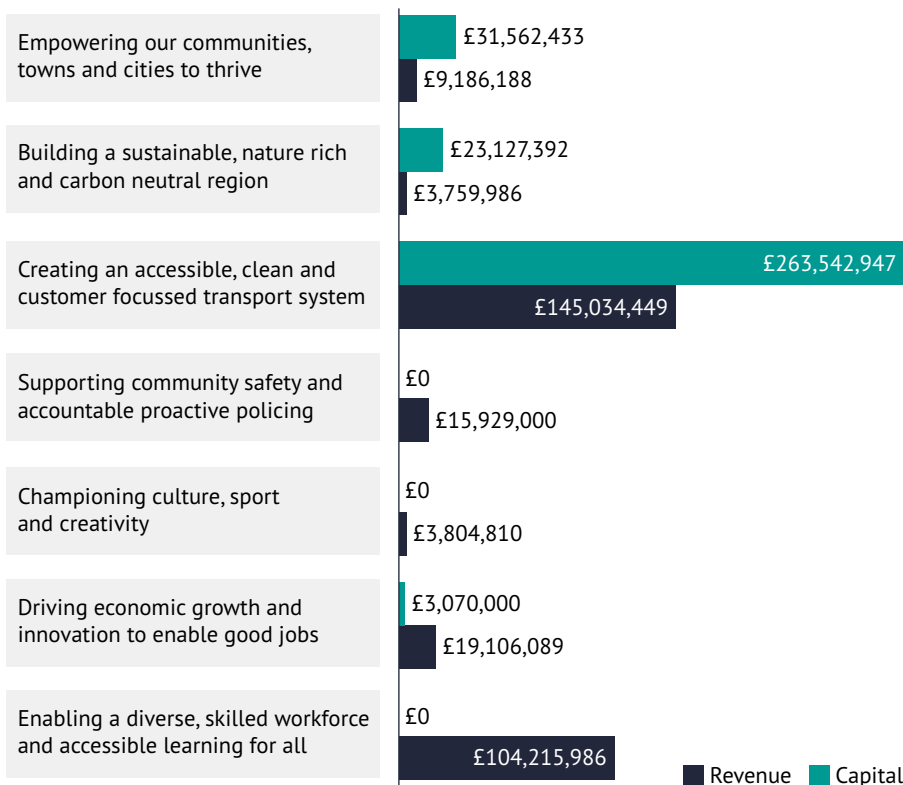 Empowering our communities,
towns and cities to thrive
£31,562,433
£9,186,188
Building a sustainable, nature rich
and carbon neutral region
£23,127,392
£3,759,986
Creating an accessible, clean and
customer focussed transport system
£263,542,947
£145,034,449
Supporting community safety and
accountable proactive policing
£0
£15,929,000
Championing culture, sport
and creativity
£0
£3,804,810
Driving economic growth and
innovation to enable good jobs
£3,070,000
£19,106,089
Enabling a diverse, skilled workforce
and accessible learning for all
£0
£104,215,986
Revenue Capital